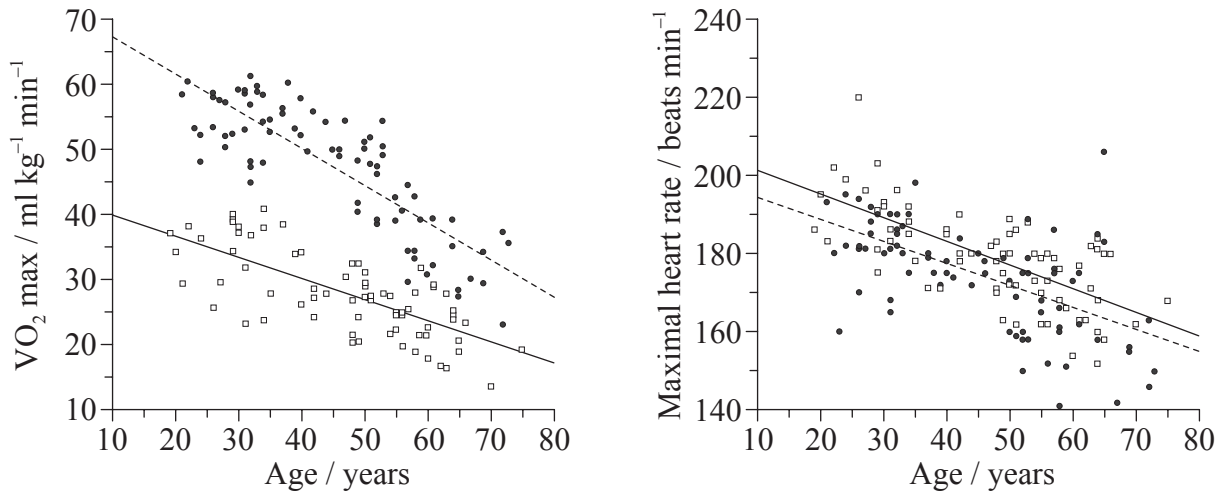 VO₂ max / ml kg⁻¹ min⁻¹
70
60
50
40
30
20
10
10 20 30 40 50 60 70 80
Age / years
Maximal heart rate / beats min⁻¹
240
220
200
180
160
140
10 20 30 40 50 60 70 80
Age / years